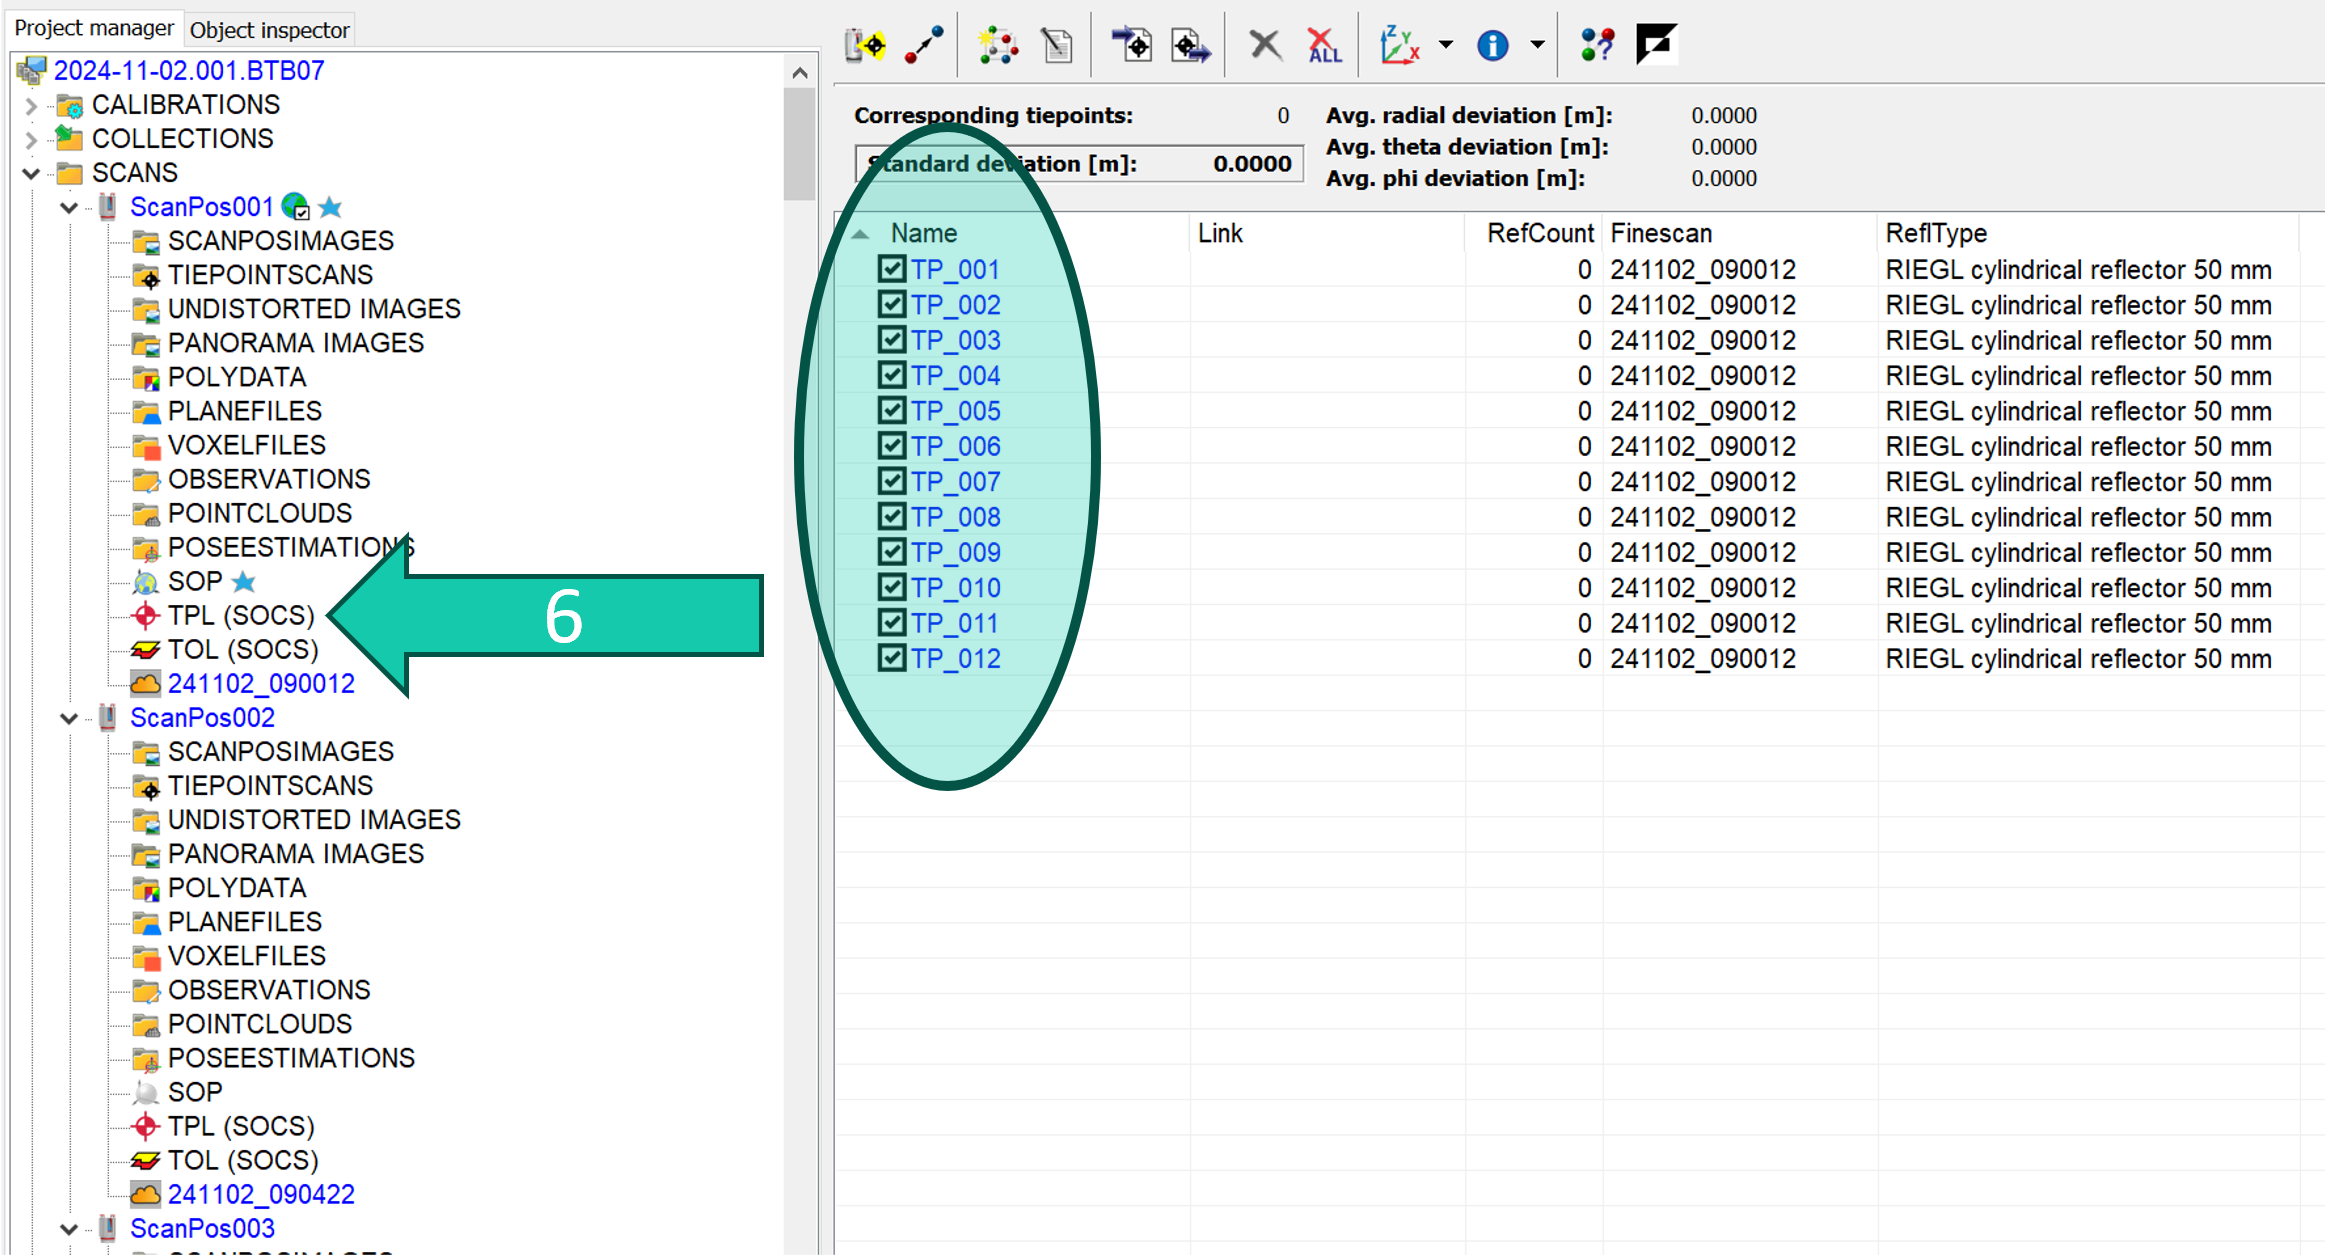 Project manager
Object inspector
2024-11-02.001.BTB07
CALIBRATIONS
COLLECTIONS
SCANS
ScanPos001
SCANPOSIMAGES
TIEPOINTSCANS
UNDISTORTED IMAGES
PANORAMA IMAGES
POLYDATA
PLANEFILES
VOXELFILES
OBSERVATIONS
POINTCLOUDS
POSEESTIMATIONS
SOP
TPL (SOCS)
6
TOL (SOCS)
241102_090012
ScanPos002
SCANPOSIMAGES
TIEPOINTSCANS
UNDISTORTED IMAGES
PANORAMA IMAGES
POLYDATA
PLANEFILES
VOXELFILES
OBSERVATIONS
POINTCLOUDS
POSEESTIMATIONS
SOP
TPL (SOCS)
TOL (SOCS)
241102_090422
ScanPos003
SCANPOSIMAGES
ALL
Z Y X
Corresponding tiepoints: 0 Avg. radial deviation [m]: 0.0000
Avg. theta deviation [m]: 0.0000
Standard deviation [m]: 0.0000
Avg. phi deviation [m]: 0.0000
Name Link RefCount Finescan ReflType
TP_001 0 241102_090012 RIEGL cylindrical reflector 50 mm
TP_002 0 241102_090012 RIEGL cylindrical reflector 50 mm
TP_003 0 241102_090012 RIEGL cylindrical reflector 50 mm
TP_004 0 241102_090012 RIEGL cylindrical reflector 50 mm
TP_005 0 241102_090012 RIEGL cylindrical reflector 50 mm
TP_006 0 241102_090012 RIEGL cylindrical reflector 50 mm
TP_007 0 241102_090012 RIEGL cylindrical reflector 50 mm
TP_008 0 241102_090012 RIEGL cylindrical reflector 50 mm
TP_009 0 241102_090012 RIEGL cylindrical reflector 50 mm
TP_010 0 241102_090012 RIEGL cylindrical reflector 50 mm
TP_011 0 241102_090012 RIEGL cylindrical reflector 50 mm
TP_012 0 241102_090012 RIEGL cylindrical reflector 50 mm